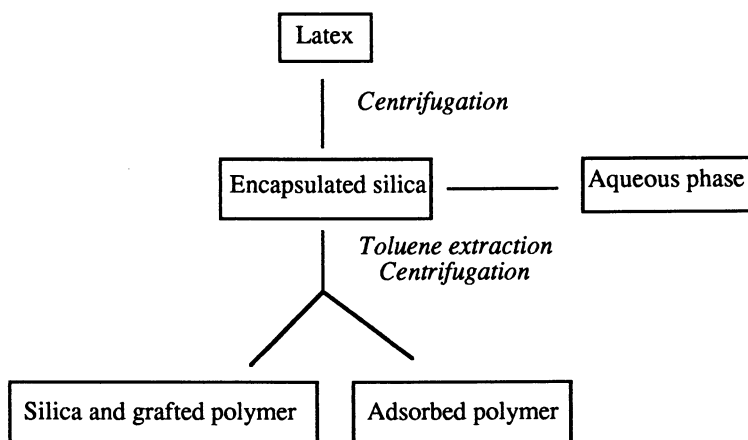 Latex
Centrifugation
Encapsulated silica
Aqueous phase
Toluene extraction
Centrifugation
Silica and grafted polymer
Adsorbed polymer